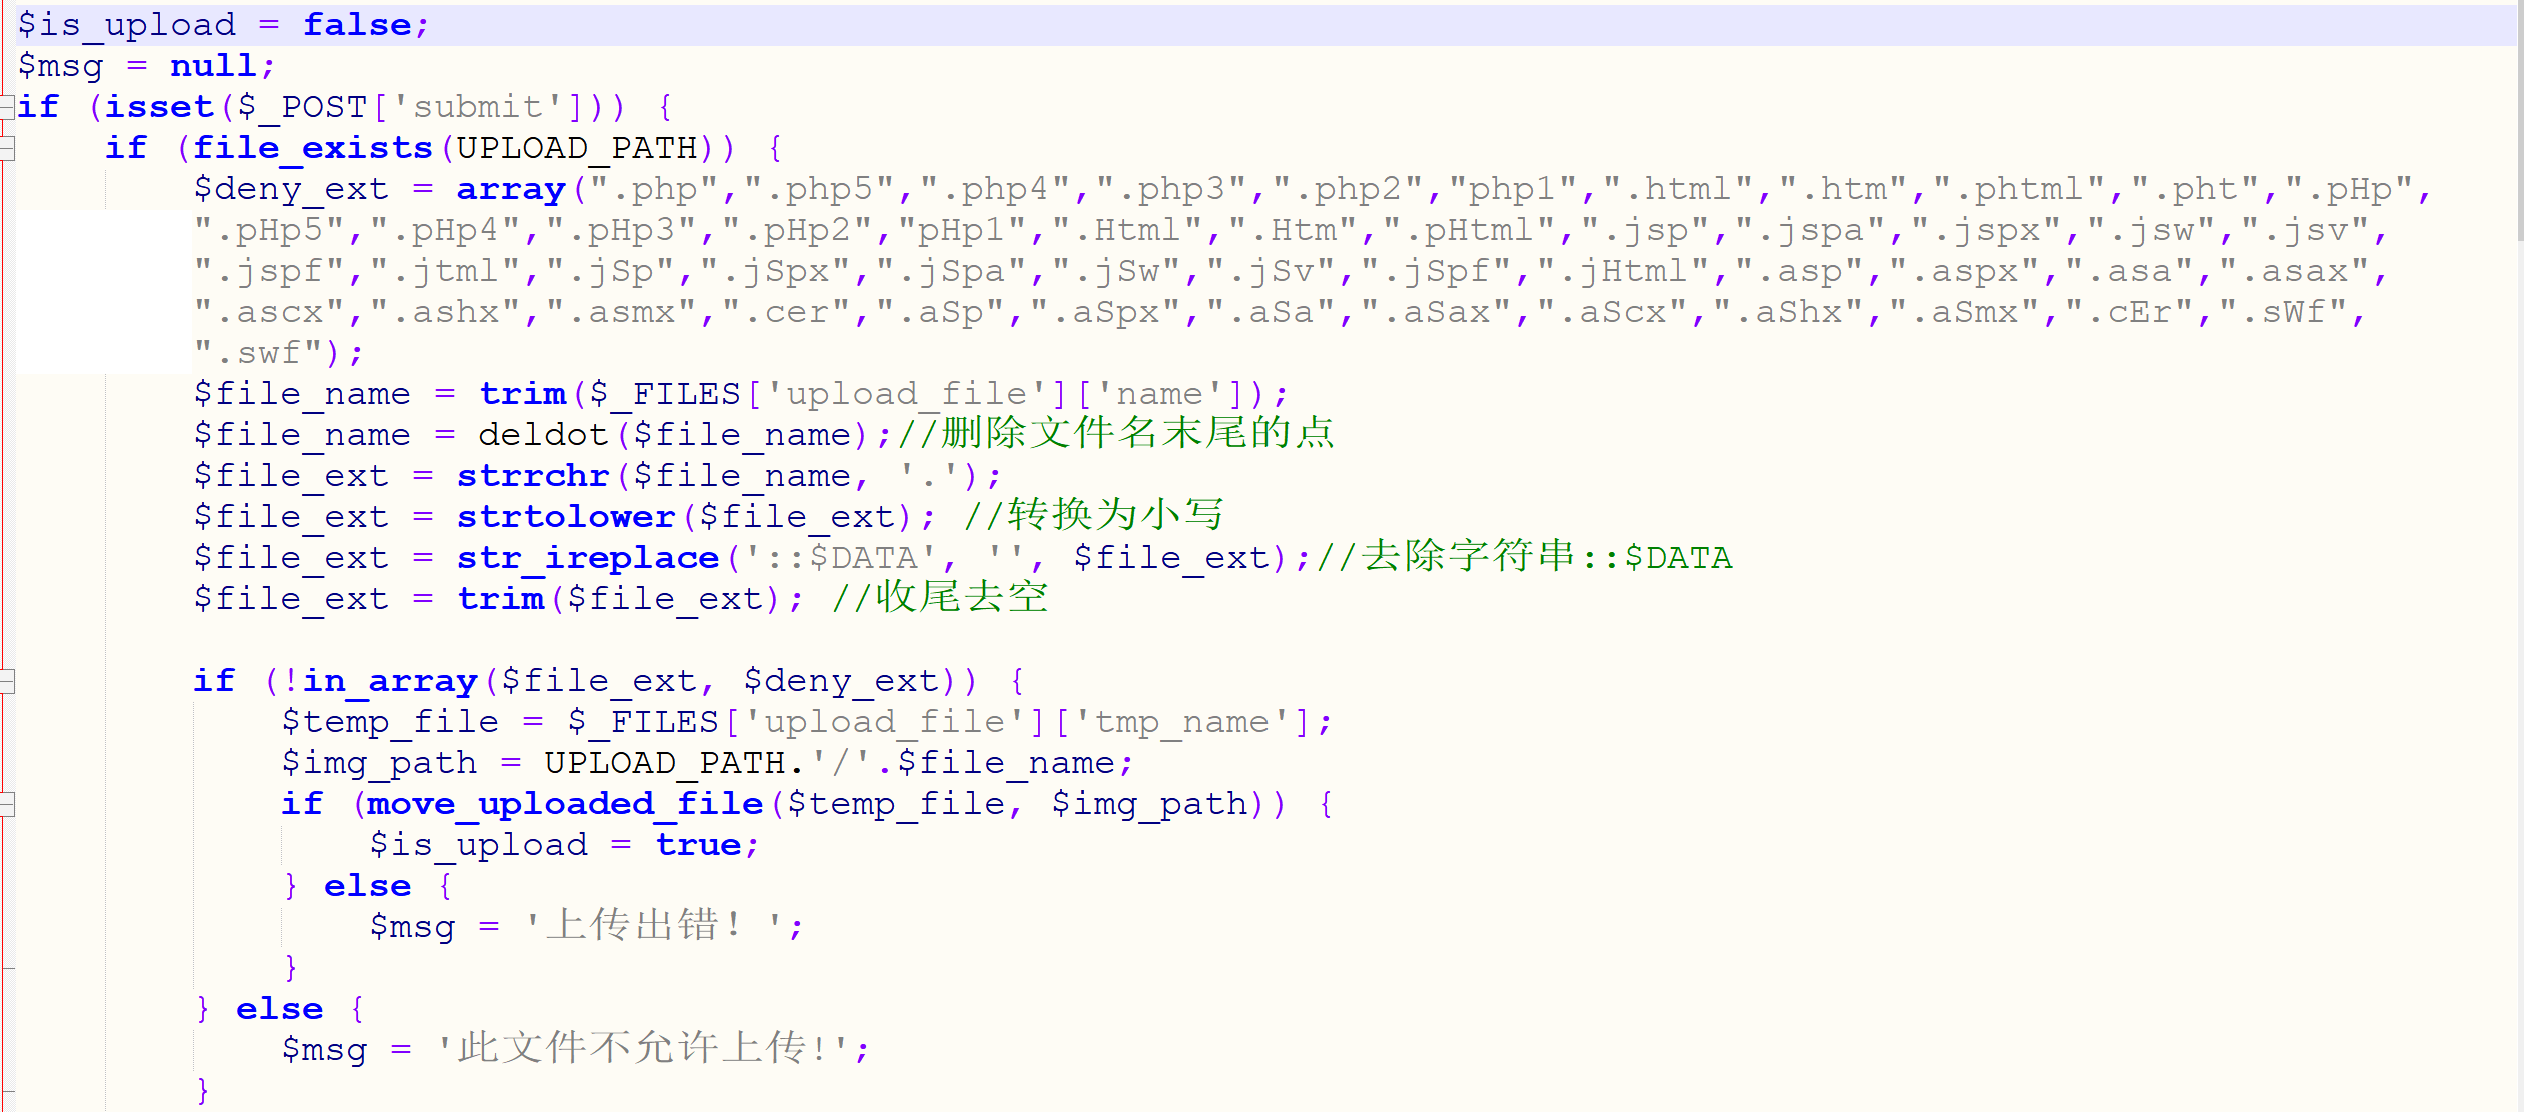 $is_upload = false;
$msg = null;
if (isset($_POST['submit'])) {
    if (file_exists(UPLOAD_PATH)) {
        $deny_ext = array(".php",".php5",".php4",".php3",".php2","php1",".html",".htm",".phtml",".pht",".pHp",
        ".pHp5",".pHp4",".pHp3",".pHp2","pHp1",".Html",".Htm",".pHtml",".jsp",".jspa",".jspx",".jsw",".jsv",
        ".jspf",".jtml",".jSp",".jSpx",".jSpa",".jSw",".jSv",".jSpf",".jHtml",".asp",".aspx",".asa",".asax",
        ".ascx",".ashx",".asmx",".cer",".aSp",".aSpx",".aSa",".aSax",".aScx",".aShx",".aSmx",".cEr",".sWf",
        ".swf");
        $file_name = trim($_FILES['upload_file']['name']);
        $file_name = deldot($file_name);//删除文件名末尾的点
        $file_ext = strrchr($file_name, '.');
        $file_ext = strtolower($file_ext); //转换为小写
        $file_ext = str_ireplace('::$DATA', '', $file_ext);//去除字符串::$DATA
        $file_ext = trim($file_ext); //收尾去空
        if (!in_array($file_ext, $deny_ext)) {
            $temp_file = $_FILES['upload_file']['tmp_name'];
            $img_path = UPLOAD_PATH.'/'.$file_name;
            if (move_uploaded_file($temp_file, $img_path)) {
                $is_upload = true;
            } else {
                $msg = '上传出错！';
            }
        } else {
            $msg = '此文件不允许上传!';
        }